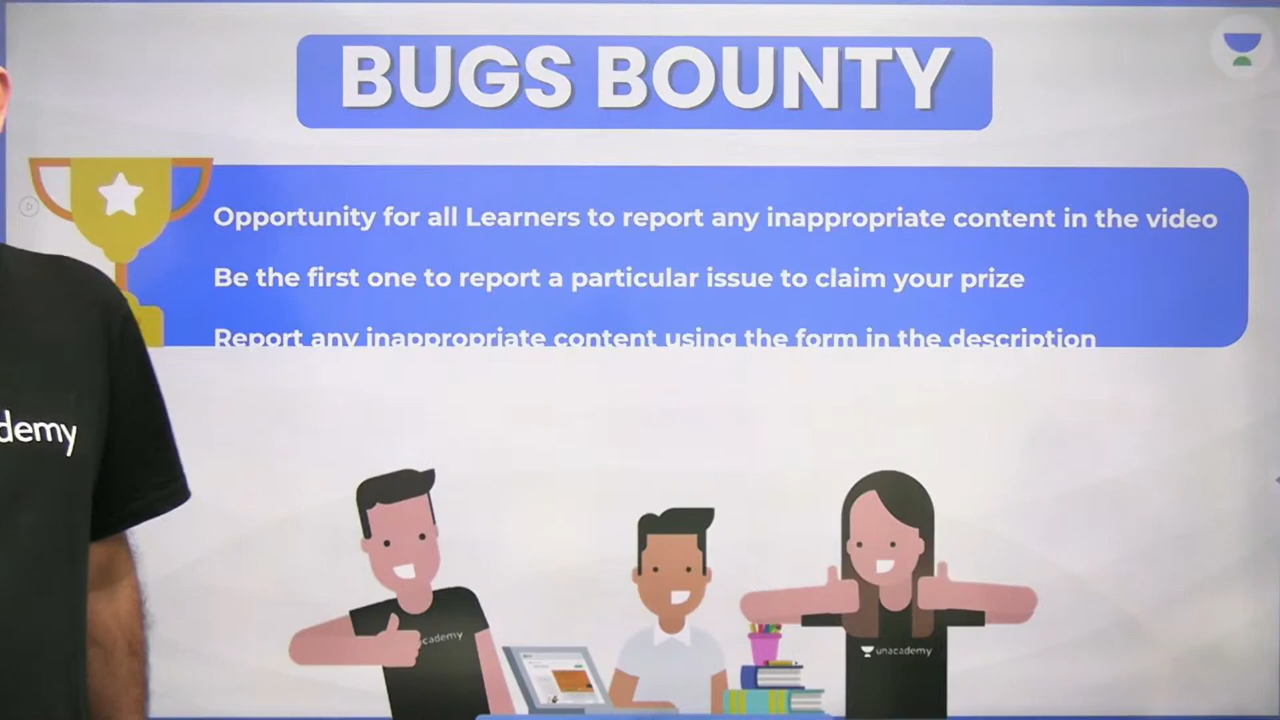 BUGS BOUNTY
Opportunity for all Learners to report any inappropriate content in the video
Be the first one to report a particular issue to claim your prize
Report any inappropriate content using the form in the description
demy
cademy
unacademy